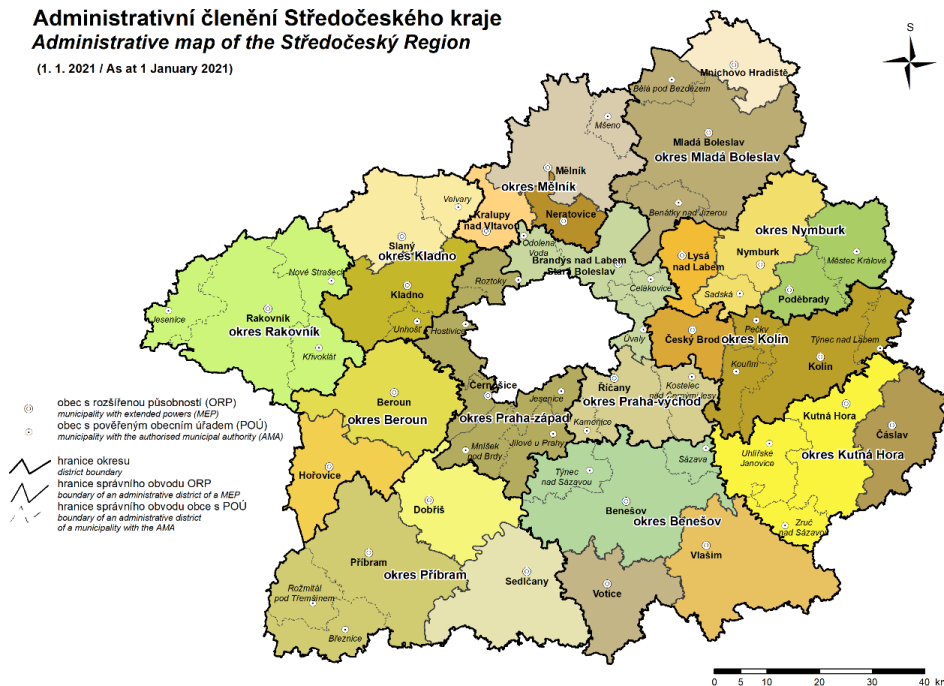 Administrativní členění Středočeského kraje
Administrative map of the Středočeský Region
(1. 1. 2021 / As at 1 January 2021)
S
Mnichovo Hradiště
Bělá pod Bezdězem
Mšeno
Mladá Boleslav
okres Mladá Boleslav
Mělník
okres Mělník
Benátky nad Jizerou
Velvary
Kralupy
nad Vltavou
Neratovice
Slaný
okres Kladno
Odolena
Voda
Brandýs nad Labem
Stará Boleslav
Lysá
nad Labem
okres Nymburk
Nymburk
Městec Králové
Nové Strašecí
Roztoky
Čelákovice
Sadská
Poděbrady
Kladno
Jesenice
Rakovník
okres Rakovník
Unhošť
Hostivice
Úvaly
Český Brod
Pečky
okres Kolín
Týnec nad Labem
Kolín
Kouřim
Křivoklát
Beroun
okres Beroun
Černošice
Jesenice
Říčany
Kostelec
nad Černými lesy
okres Praha-západ
okres Praha-východ
Kamenice
Mníšek
pod Brdy
Jílové u Prahy
Kutná Hora
Čáslav
Uhlířské
Janovice
okres Kutná Hora
Hořovice
Sázava
Týnec
nad Sázavou
Dobříš
Benešov
okres Benešov
Zruč
nad Sázavou
Příbram
okres Příbram
Sedlčany
Votice
Vlašim
Rožmitál
pod Třemšínem
Březnice
obec s rozšířenou působností (ORP)
municipality with extended powers (MEP)
obec s pověřeným obecním úřadem (POÚ)
municipality with the authorised municipal authority (AMA)
hranice okresu
district boundary
hranice správního obvodu ORP
boundary of an administrative district of a MEP
hranice správního obvodu obce s POÚ
boundary of an administrative district
of a municipality with the AMA
0 5 10 20 30 40 km